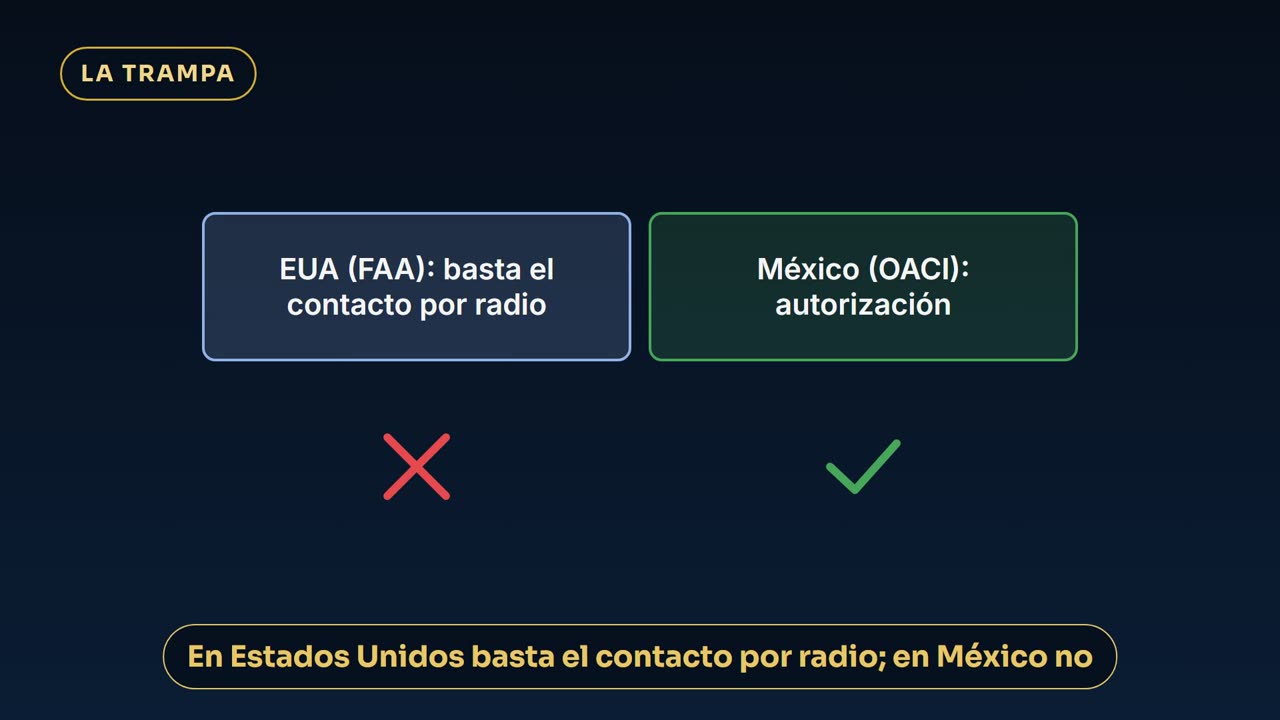 LA TRAMPA
EUA (FAA): basta el
contacto por radio
México (OACI):
autorización
En Estados Unidos basta el contacto por radio; en México no